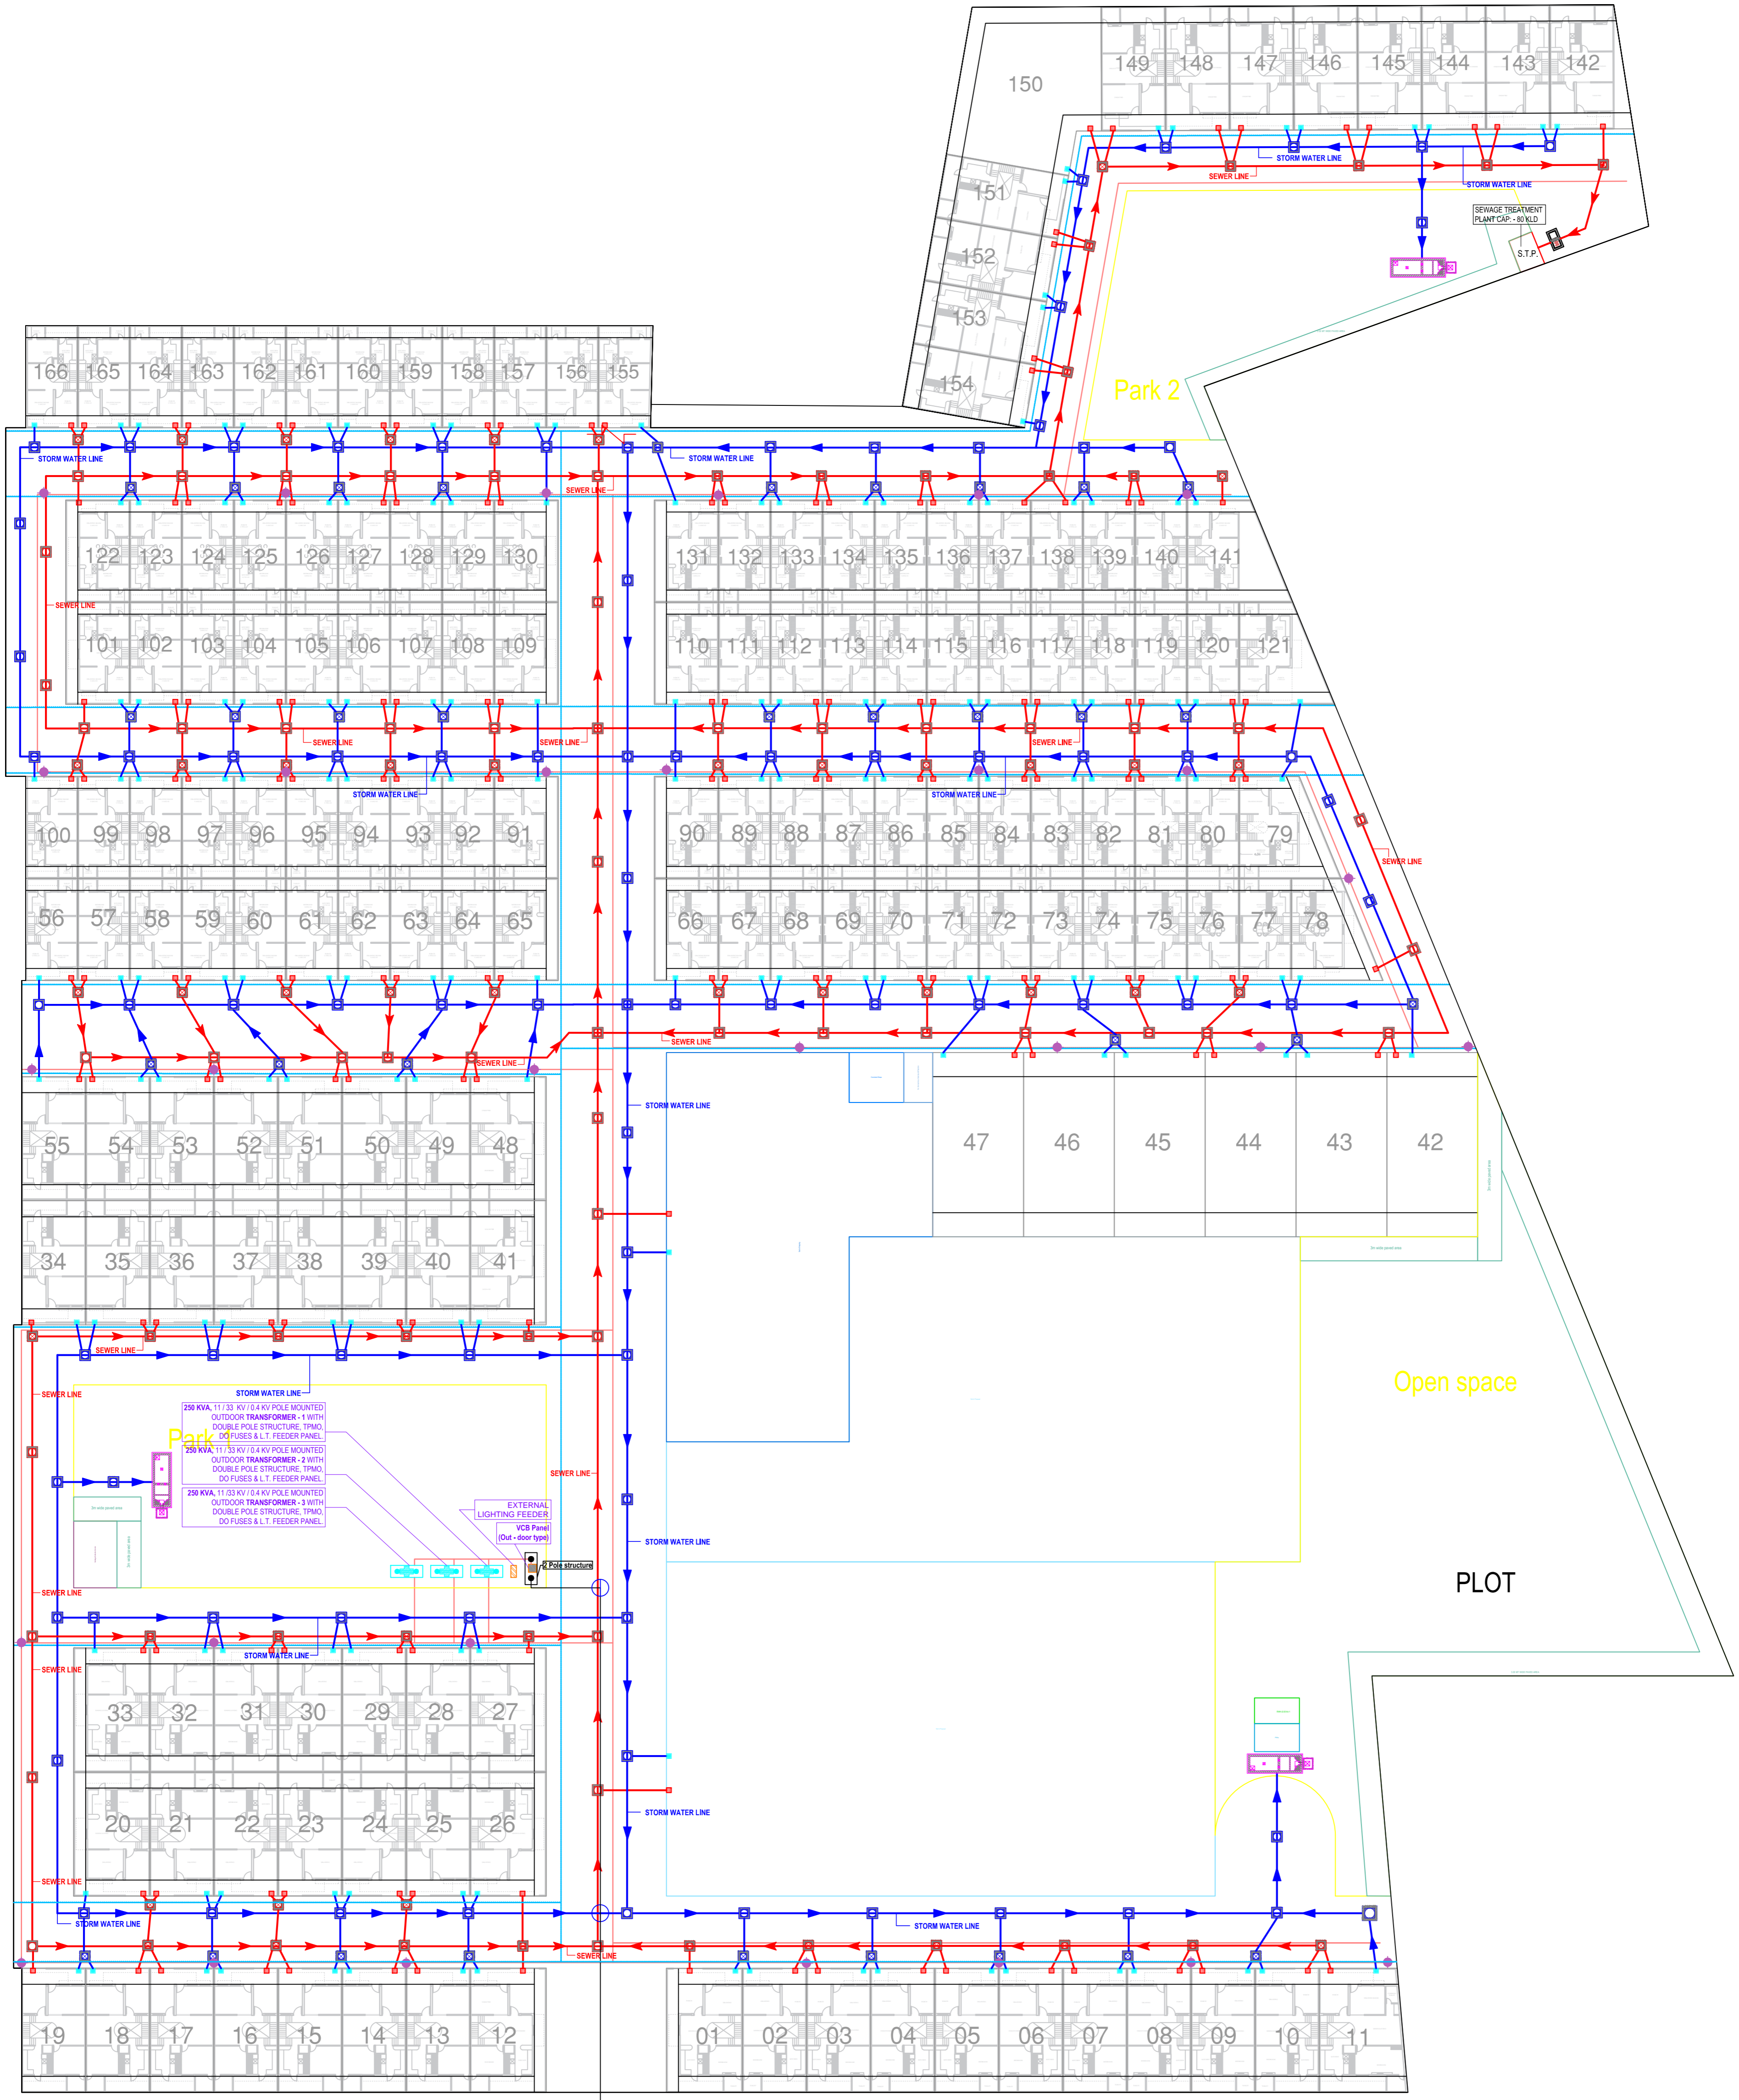 149 148 147 146 145 144 143 142
150
STORM WATER LINE
SEWER LINE
STORM WATER LINE
151
SEWAGE TREATMENT
PLANT CAP: - 80 KLD
S.T.P.
152
153
154
Park 2
166 165 164 163 162 161 160 159 158 157 156 155
STORM WATER LINE
STORM WATER LINE
SEWER LINE
122 123 124 125 126 127 128 129 130
131 132 133 134 135 136 137 138 139 140 141
SEWER LINE
101 102 103 104 105 106 107 108 109
110 111 112 113 114 115 116 117 118 119 120 121
SEWER LINE
SEWER LINE
SEWER LINE
STORM WATER LINE
STORM WATER LINE
100 99 98 97 96 95 94 93 92 91
90 89 88 87 86 85 84 83 82 81 80 79
SEWER LINE
56 57 58 59 60 61 62 63 64 65
66 67 68 69 70 71 72 73 74 75 76 77 78
SEWER LINE
SEWER LINE
STORM WATER LINE
55 54 53 52 51 50 49 48
47 46 45 44 43 42
34 35 36 37 38 39 40 41
SEWER LINE
STORM WATER LINE
SEWER LINE
Open space
Park 1
250 KVA, 11 / 33 KV / 0.4 KV POLE MOUNTED
OUTDOOR TRANSFORMER - 1 WITH
DOUBLE POLE STRUCTURE, TPMO,
DO FUSES & L.T. FEEDER PANEL.
250 KVA, 11 / 33 KV / 0.4 KV POLE MOUNTED
OUTDOOR TRANSFORMER - 2 WITH
DOUBLE POLE STRUCTURE, TPMO,
DO FUSES & L.T. FEEDER PANEL.
250 KVA, 11 /33 KV / 0.4 KV POLE MOUNTED
OUTDOOR TRANSFORMER - 3 WITH
DOUBLE POLE STRUCTURE, TPMO,
DO FUSES & L.T. FEEDER PANEL.
SEWER LINE
EXTERNAL
LIGHTING FEEDER
VCB Panel
(Out - door type)
2 Pole structure
STORM WATER LINE
SEWER LINE
PLOT
STORM WATER LINE
SEWER LINE
33 32 31 30 29 28 27
20 21 22 23 24 25 26
STORM WATER LINE
SEWER LINE
STORM WATER LINE
STORM WATER LINE
SEWER LINE
19 18 17 16 15 14 13 12
01 02 03 04 05 06 07 08 09 10 11